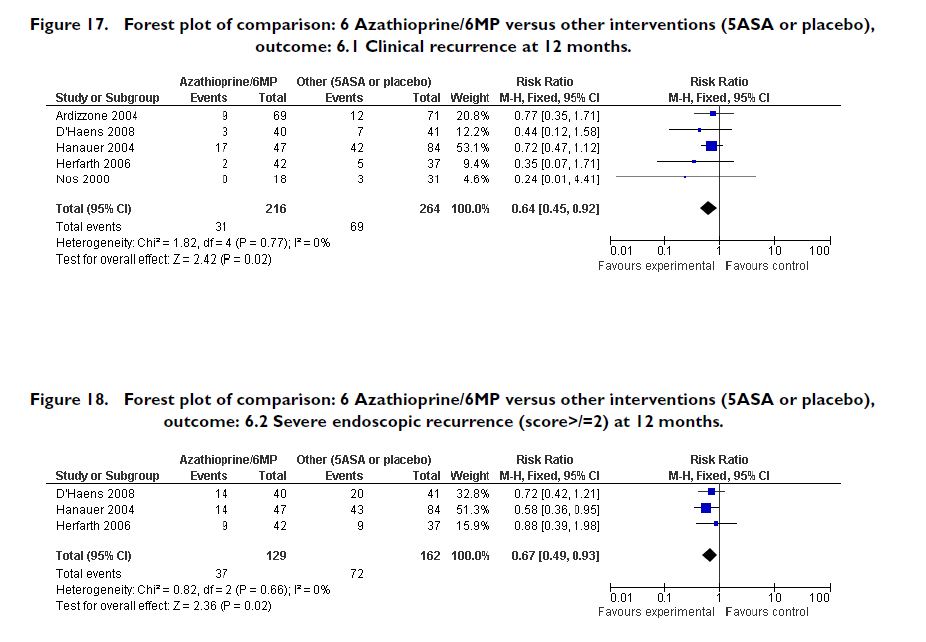 Figure 17. Forest plot of comparison: 6 Azathioprine/6MP versus other interventions (5ASA or placebo),
outcome: 6.1 Clinical recurrence at 12 months.
Azathioprine/6MP Other (5ASA or placebo) Risk Ratio Risk Ratio
Study or Subgroup Events Total Events Total Weight M-H, Fixed, 95% CI M-H, Fixed, 95% CI
Ardizzone 2004 9 69 12 71 20.8% 0.77 [0.35, 1.71]
D'Haens 2008 3 40 7 41 12.2% 0.44 [0.12, 1.58]
Hanauer 2004 17 47 42 84 53.1% 0.72 [0.47, 1.12]
Herfarth 2006 2 42 5 37 9.4% 0.35 [0.07, 1.71]
Nos 2000 0 18 3 31 4.6% 0.24 [0.01, 4.41]
Total (95% CI) 216 264 100.0% 0.64 [0.45, 0.92]
Total events 31 69
Heterogeneity: Chi² = 1.82, df = 4 (P = 0.77); I² = 0%
Test for overall effect: Z = 2.42 (P = 0.02)
0.01 0.1 1 10 100
Favours experimental Favours control
Figure 18. Forest plot of comparison: 6 Azathioprine/6MP versus other interventions (5ASA or placebo),
outcome: 6.2 Severe endoscopic recurrence (score>/=2) at 12 months.
Azathioprine/6MP Other (5ASA or placebo) Risk Ratio Risk Ratio
Study or Subgroup Events Total Events Total Weight M-H, Fixed, 95% CI M-H, Fixed, 95% CI
D'Haens 2008 14 40 20 41 32.8% 0.72 [0.42, 1.21]
Hanauer 2004 14 47 43 84 51.3% 0.58 [0.36, 0.95]
Herfarth 2006 9 42 9 37 15.9% 0.88 [0.39, 1.98]
Total (95% CI) 129 162 100.0% 0.67 [0.49, 0.93]
Total events 37 72
Heterogeneity: Chi² = 0.82, df = 2 (P = 0.66); I² = 0%
Test for overall effect: Z = 2.36 (P = 0.02)
0.01 0.1 1 10 100
Favours experimental Favours control